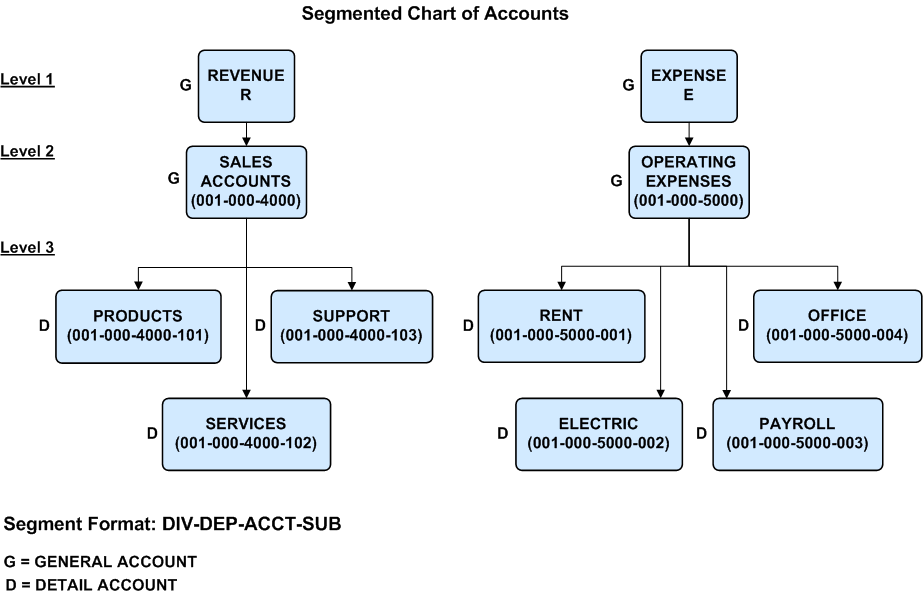 Segmented Chart of Accounts
Level 1
G
REVENUE
R
G
EXPENSE
E
Level 2
G
SALES
ACCOUNTS
(001-000-4000)
G
OPERATING
EXPENSES
(001-000-5000)
Level 3
D
PRODUCTS
(001-000-4000-101)
D
SUPPORT
(001-000-4000-103)
D
RENT
(001-000-5000-001)
D
OFFICE
(001-000-5000-004)
D
SERVICES
(001-000-4000-102)
D
ELECTRIC
(001-000-5000-002)
D
PAYROLL
(001-000-5000-003)
Segment Format: DIV-DEP-ACCT-SUB
G = GENERAL ACCOUNT
D = DETAIL ACCOUNT